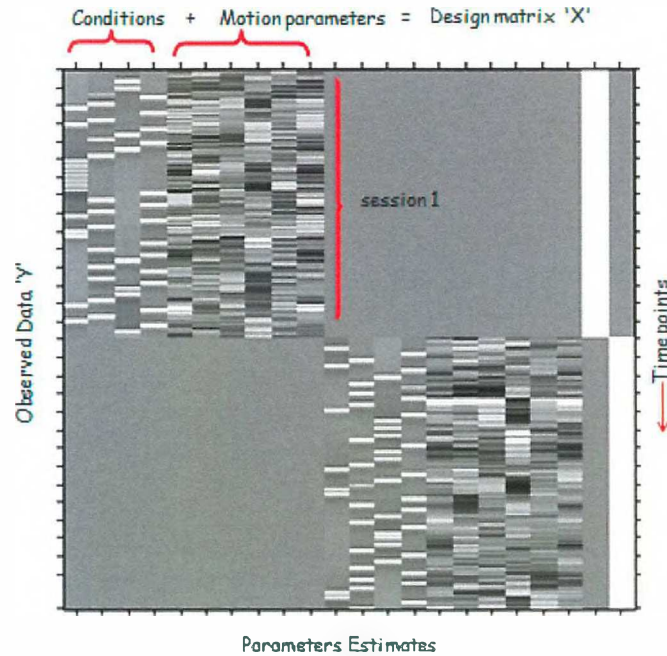 Conditions + Motion parameters = Design matrix 'X'
session 1
Observed Data 'Y'
Time points
Parameters Estimates